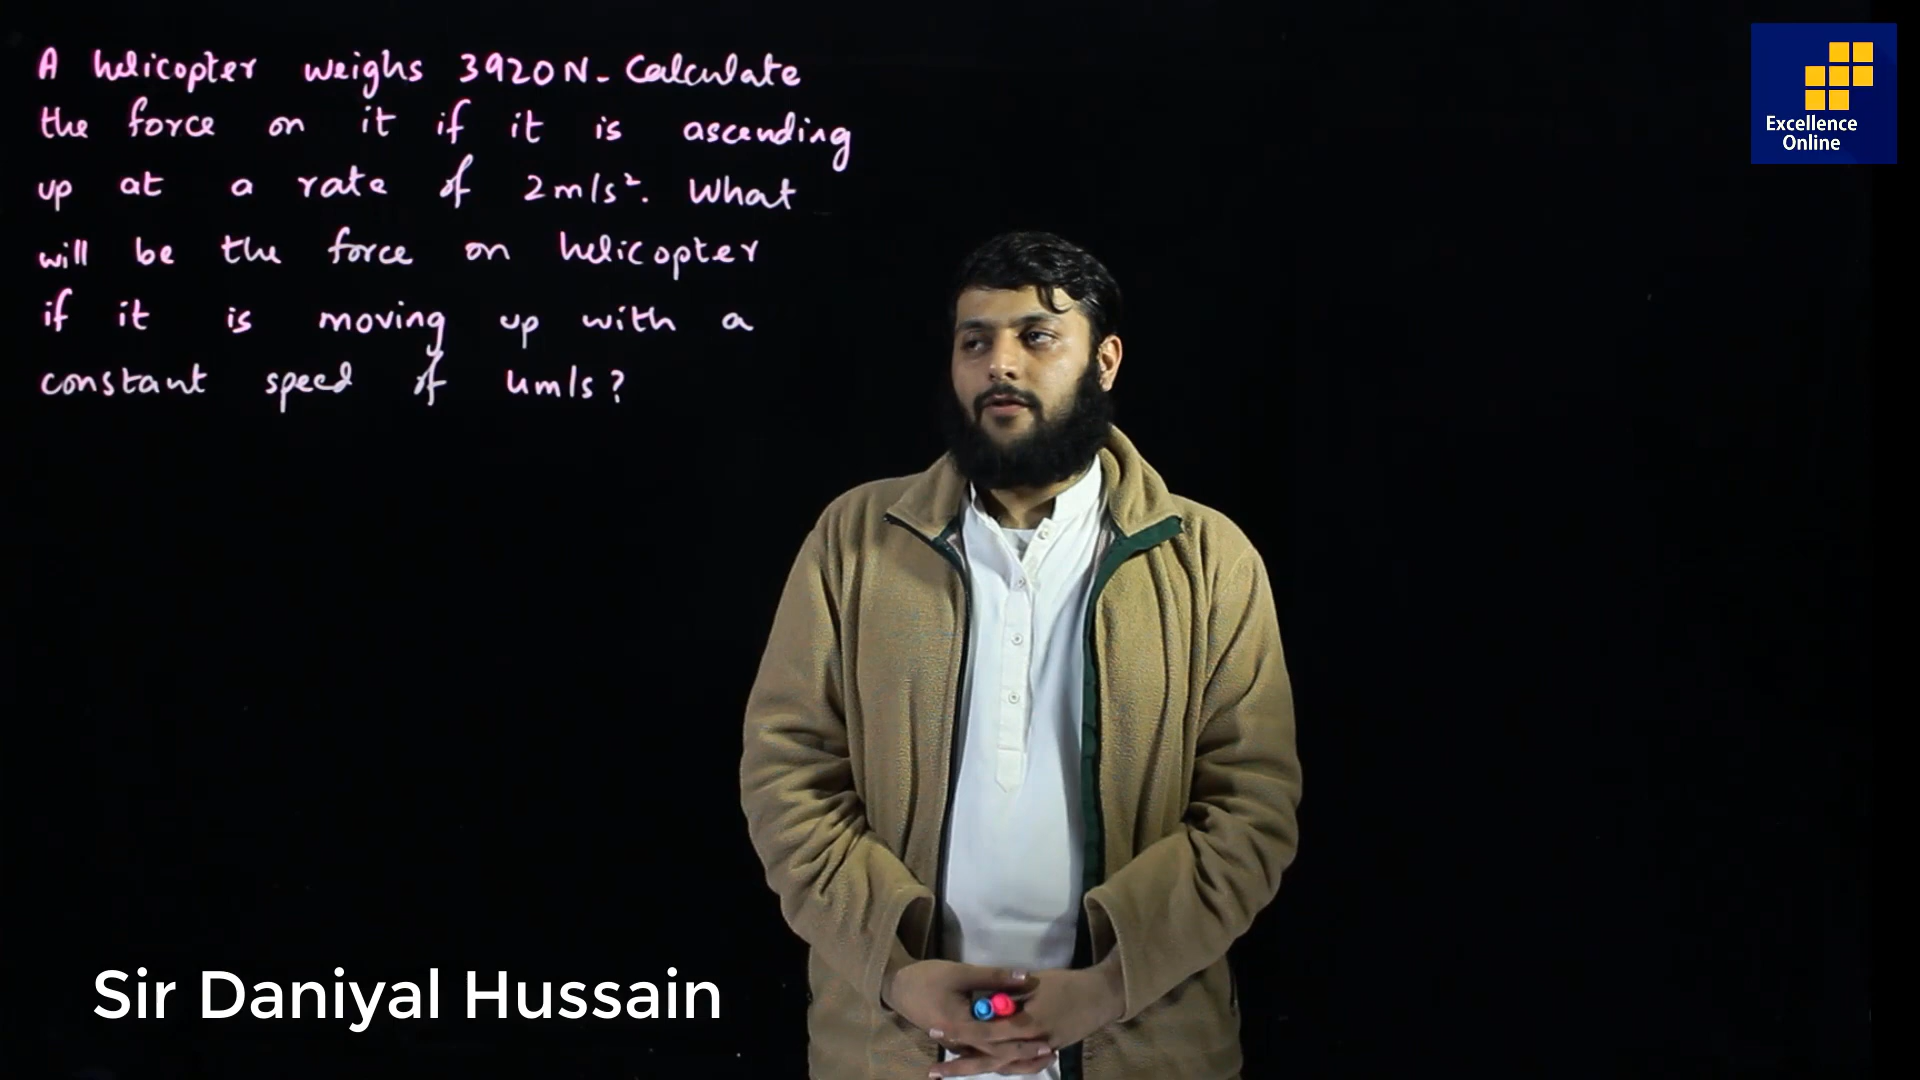 A helicopter weighs 3920N. Calculate
the force on it if it is ascending
up at a rate of 2m/s². What
will be the force on helicopter
if it is moving up with a
constant speed of 4m/s?
Excellence
Online
Sir Daniyal Hussain